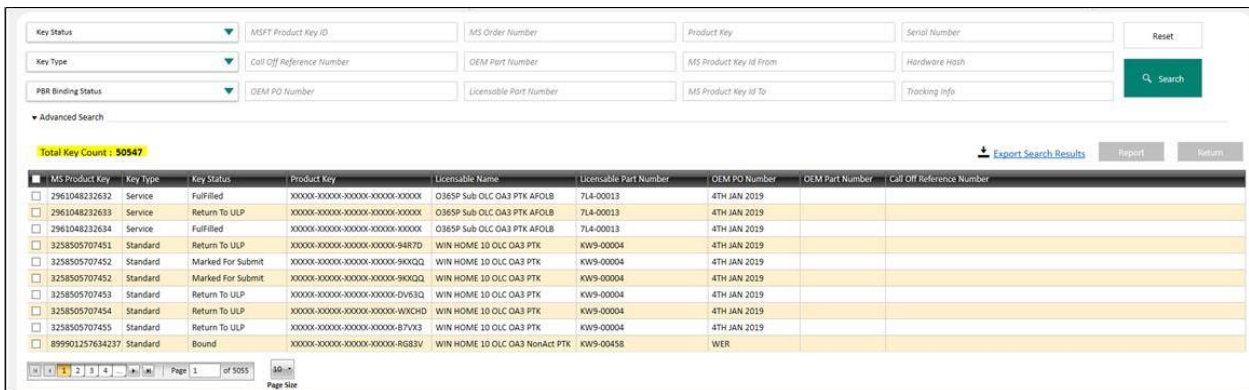 Key Status MSFT Product Key ID MS Order Number Product Key Serial Number Reset
Key Type Call Off Reference Number OEM Part Number MS Product Key Id From Hardware Hash
Search
PBR Binding Status OEM PO Number Licensable Part Number MS Product Key Id To Tracking Info
Advanced Search
Total Key Count : 50547 Export Search Results Report Return
MS Product Key Key Type Key Status Product Key Licensable Name Licensable Part Number OEM PO Number OEM Part Number Call Off Reference Number
2961048232632 Service FulFilled XXXXX-XXXXX-XXXXX-XXXXX-XXXXX O365P Sub OLC OA3 PTK AFOLB 7L4-00013 4TH JAN 2019
2961048232633 Service Return To ULP XXXXX-XXXXX-XXXXX-XXXXX-XXXXX O365P Sub OLC OA3 PTK AFOLB 7L4-00013 4TH JAN 2019
2961048232634 Service FulFilled XXXXX-XXXXX-XXXXX-XXXXX-XXXXX O365P Sub OLC OA3 PTK AFOLB 7L4-00013 4TH JAN 2019
3258505707451 Standard Return To ULP XXXXX-XXXXX-XXXXX-XXXXX-94R7D WIN HOME 10 OLC OA3 PTK KW9-00004 4TH JAN 2019
3258505707452 Standard Marked For Submit XXXXX-XXXXX-XXXXX-XXXXX-9KXQQ WIN HOME 10 OLC OA3 PTK KW9-00004 4TH JAN 2019
3258505707452 Standard Marked For Submit XXXXX-XXXXX-XXXXX-XXXXX-9KXQQ WIN HOME 10 OLC OA3 PTK KW9-00004 4TH JAN 2019
3258505707453 Standard Return To ULP XXXXX-XXXXX-XXXXX-XXXXX-DV63Q WIN HOME 10 OLC OA3 PTK KW9-00004 4TH JAN 2019
3258505707454 Standard Return To ULP XXXXX-XXXXX-XXXXX-XXXXX-WXCHD WIN HOME 10 OLC OA3 PTK KW9-00004 4TH JAN 2019
3258505707455 Standard Return To ULP XXXXX-XXXXX-XXXXX-XXXXX-B7VX3 WIN HOME 10 OLC OA3 PTK KW9-00004 4TH JAN 2019
899901257634237 Standard Bound XXXXX-XXXXX-XXXXX-XXXXX-RG83V WIN HOME 10 OLC OA3 NonAct PTK KW9-00458 WER
1 2 3 4 ... Page 1 of 5055 10
Page Size